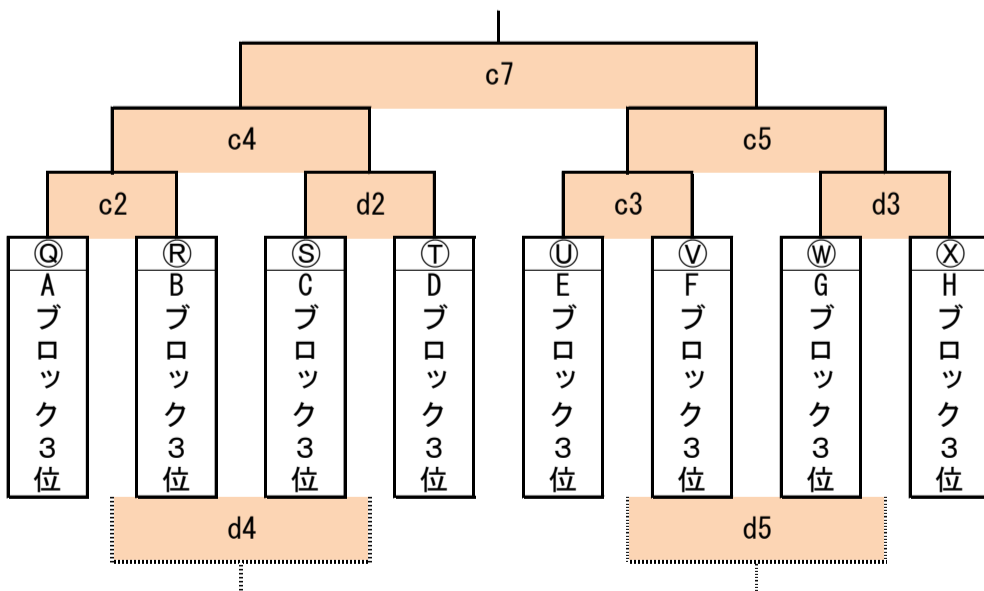 c7
c4
c5
c2
d2
c3
d3
Ⓠ
Ⓡ
Ⓢ
Ⓣ
Ⓤ
Ⓥ
Ⓦ
Ⓧ
Aブロック3位
Bブロック3位
Cブロック3位
Dブロック3位
Eブロック3位
Fブロック3位
Gブロック3位
Hブロック3位
d4
d5